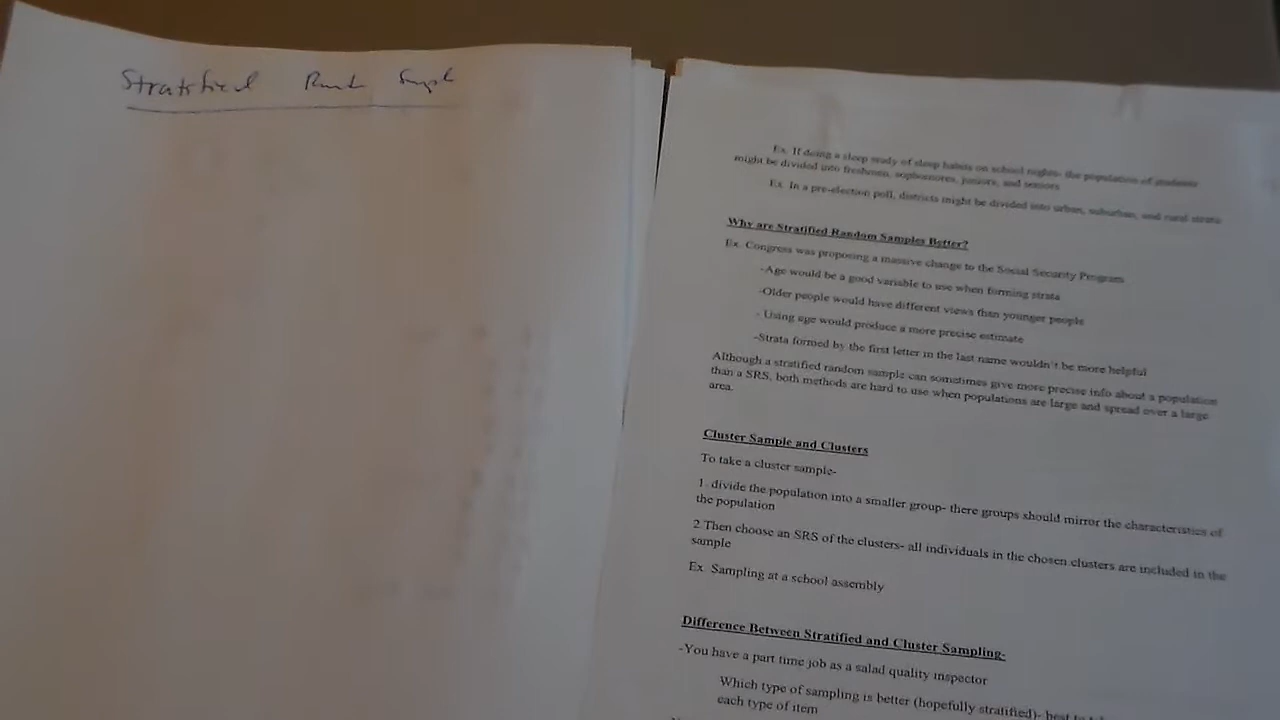 Stratified Rand Sampl
Ex. If doing a sleep study of sleep habits on school nights- the population of students
might be divided into freshmen, sophomores, juniors, and seniors
Ex. In a pre-election poll, districts might be divided into urban, suburban, and rural strata
Why are Stratified Random Samples Better?
Ex. Congress was proposing a massive change to the Social Security Program
-Age would be a good variable to use when forming strata
-Older people would have different views than younger people
- Using age would produce a more precise estimate
-Strata formed by the first letter in the last name wouldn't be more helpful
Although a stratified random sample can sometimes give more precise info about a population
than a SRS, both methods are hard to use when populations are large and spread over a large
area.
Cluster Sample and Clusters
To take a cluster sample-
1. divide the population into a smaller group- there groups should mirror the characteristics of
the population
2 Then choose an SRS of the clusters- all individuals in the chosen clusters are included in the
sample
Ex. Sampling at a school assembly
Difference Between Stratified and Cluster Sampling-
-You have a part time job as a salad quality inspector
Which type of sampling is better (hopefully stratified)- best to
each type of item